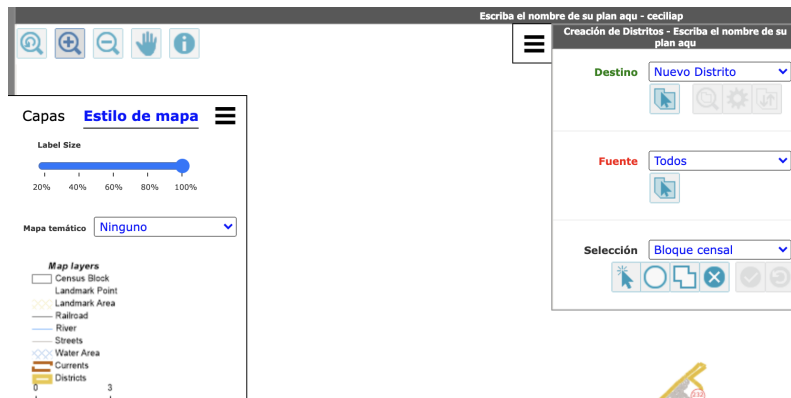 Escriba el nombre de su plan aqu - ceciliap
Creación de Distritos - Escriba el nombre de su
plan aqu
Destino Nuevo Distrito
Capas Estilo de mapa
Label Size
20% 40% 60% 80% 100%
Fuente Todos
Mapa temático Ninguno
Selección Bloque censal
Map layers
Census Block
Landmark Point
Landmark Area
Railroad
River
Streets
Water Area
Currents
Districts
0 3
232